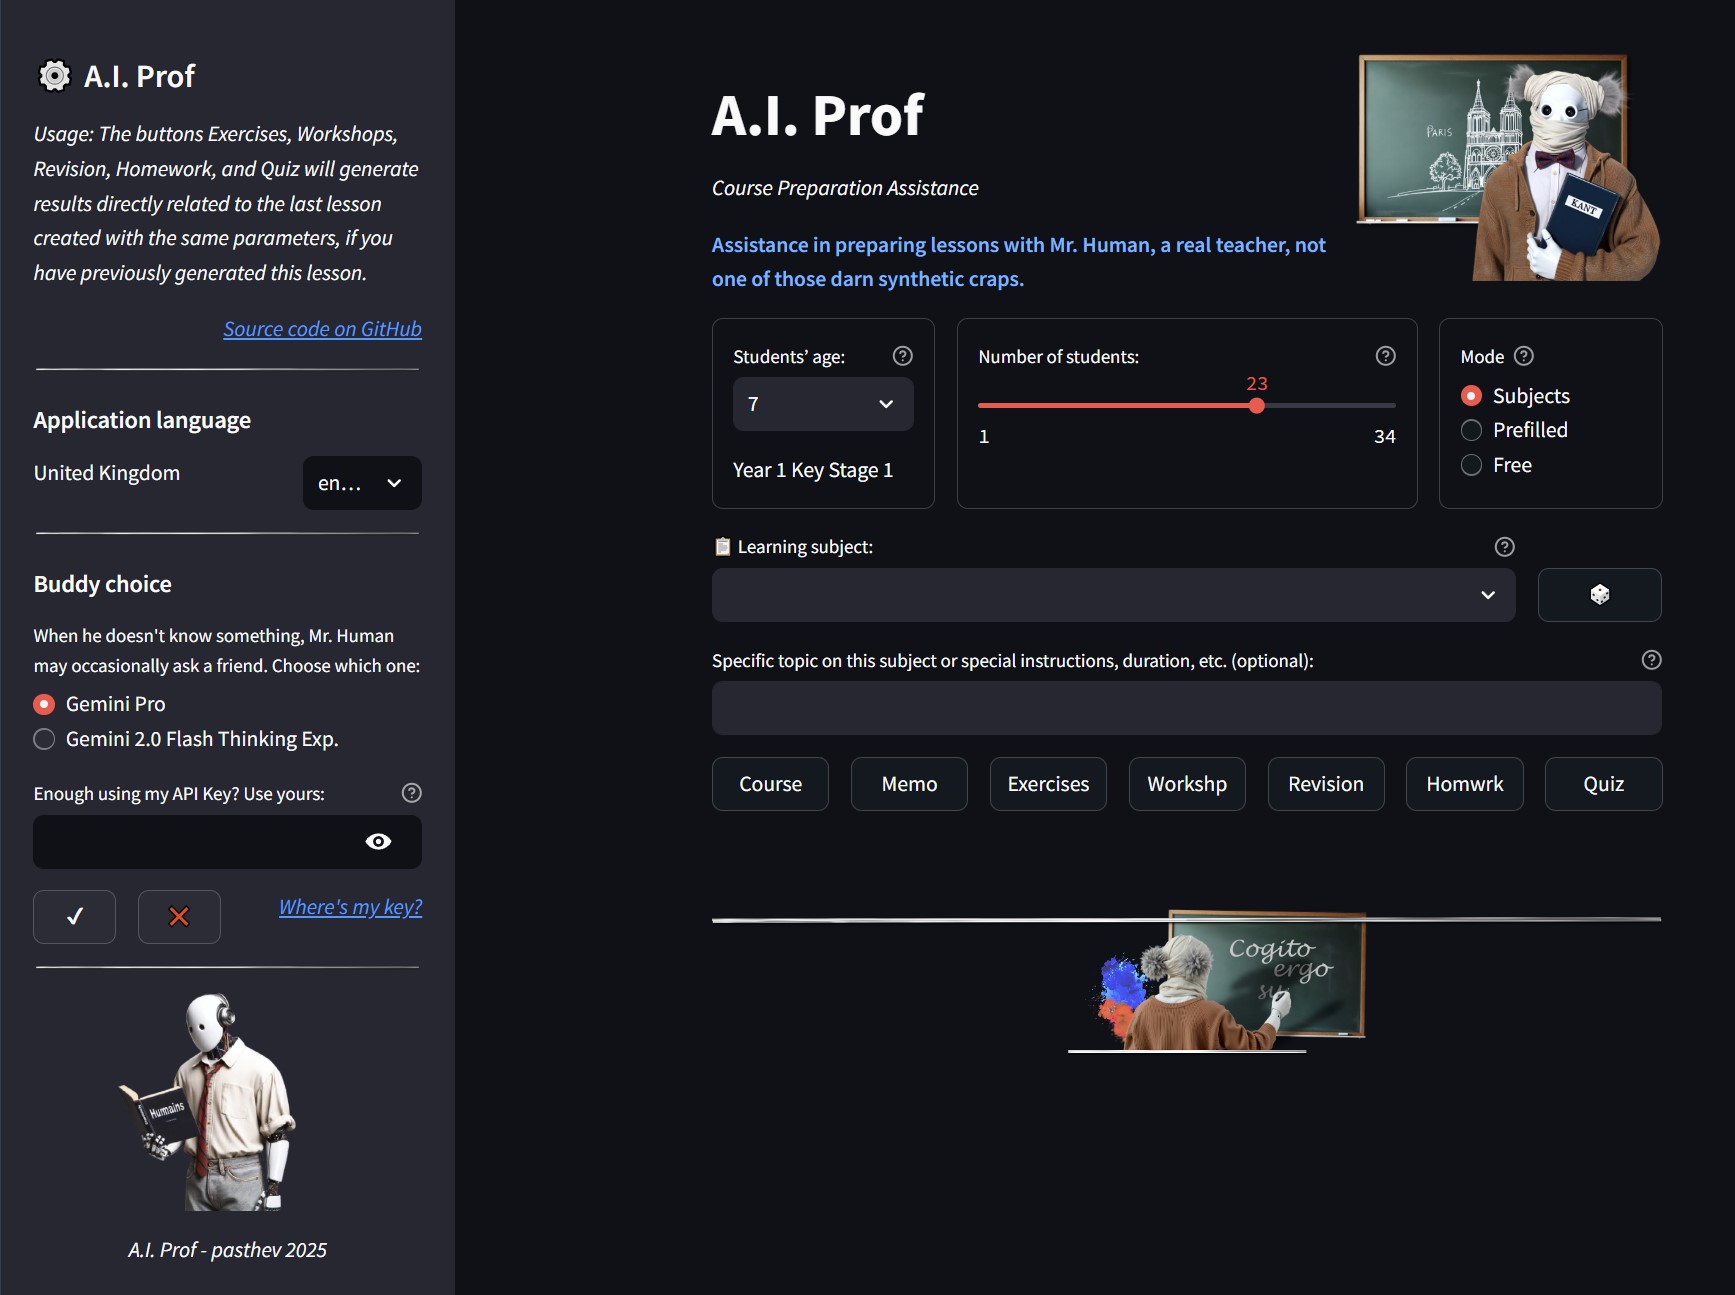 A.I. Prof
Usage: The buttons Exercises, Workshops,
Revision, Homework, and Quiz will generate
results directly related to the last lesson
created with the same parameters, if you
have previously generated this lesson.
Source code on GitHub
Application language
United Kingdom
en...
Buddy choice
When he doesn't know something, Mr. Human
may occasionally ask a friend. Choose which one:
Gemini Pro
Gemini 2.0 Flash Thinking Exp.
Enough using my API Key? Use yours:
Where's my key?
Humains
A.I. Prof - pasthev 2025
A.I. Prof
Course Preparation Assistance
Assistance in preparing lessons with Mr. Human, a real teacher, not
one of those darn synthetic craps.
PARIS
KANT
Students’ age:
7
Year 1 Key Stage 1
Number of students:
23
1 34
Mode
Subjects
Prefilled
Free
Learning subject:
Specific topic on this subject or special instructions, duration, etc. (optional):
Course Memo Exercises Workshp Revision Homwrk Quiz
Cogito
ergo
su